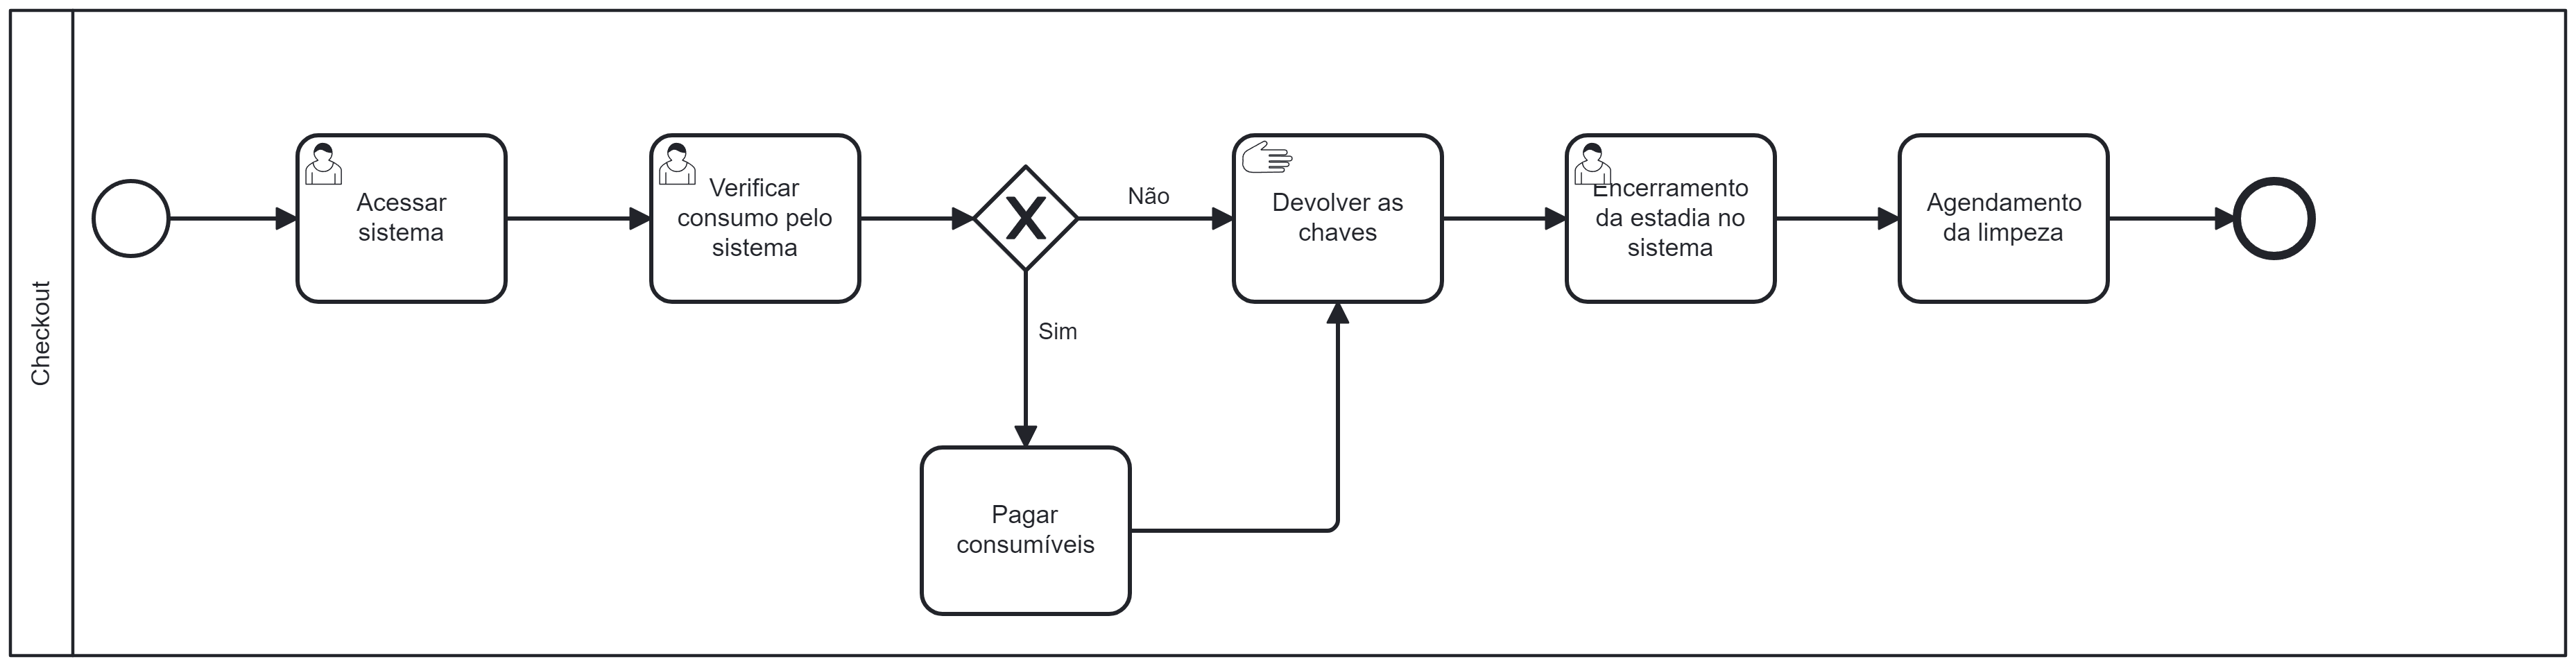 Checkout
Acessar
sistema
Verificar
consumo pelo
sistema
Não
Sim
Pagar
consumíveis
Devolver as
chaves
Encerramento
da estadia no
sistema
Agendamento
da limpeza